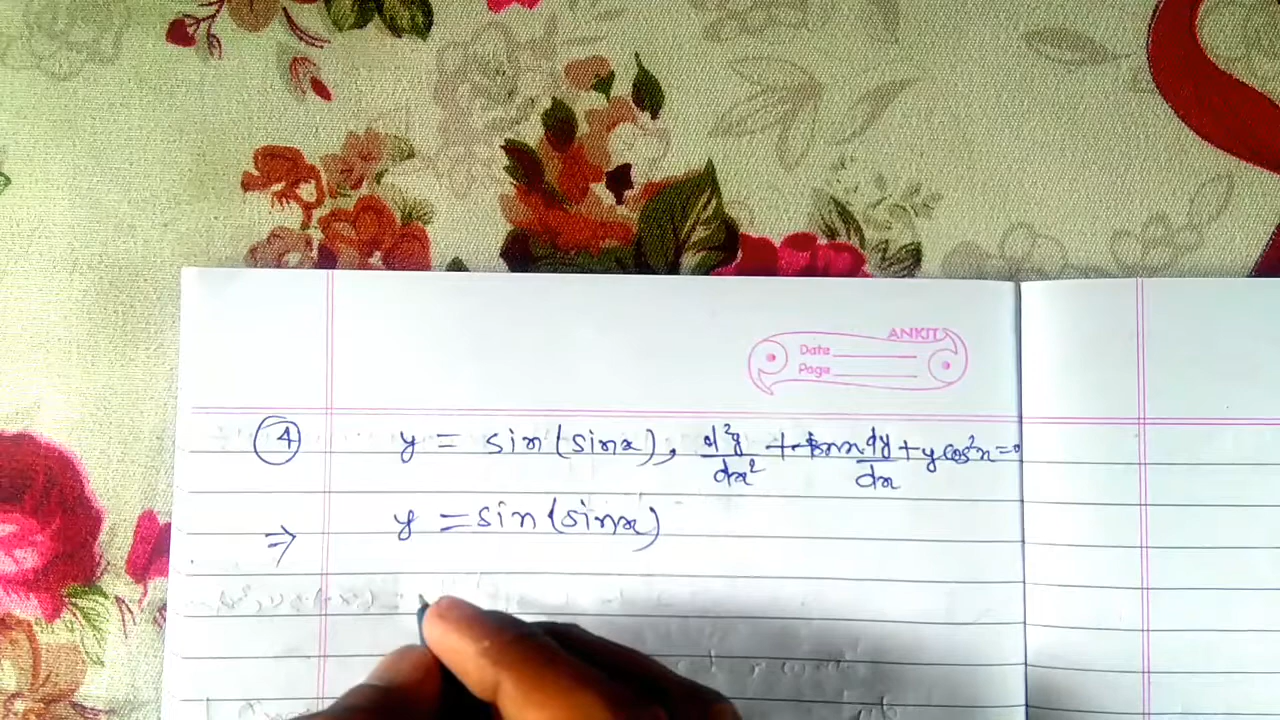 ANKIT
Date
Page
④ y = sin(sinx), d²y/dx² + tanx dy/dx + y cos²x = 0
⇒ y = sin(sinx)